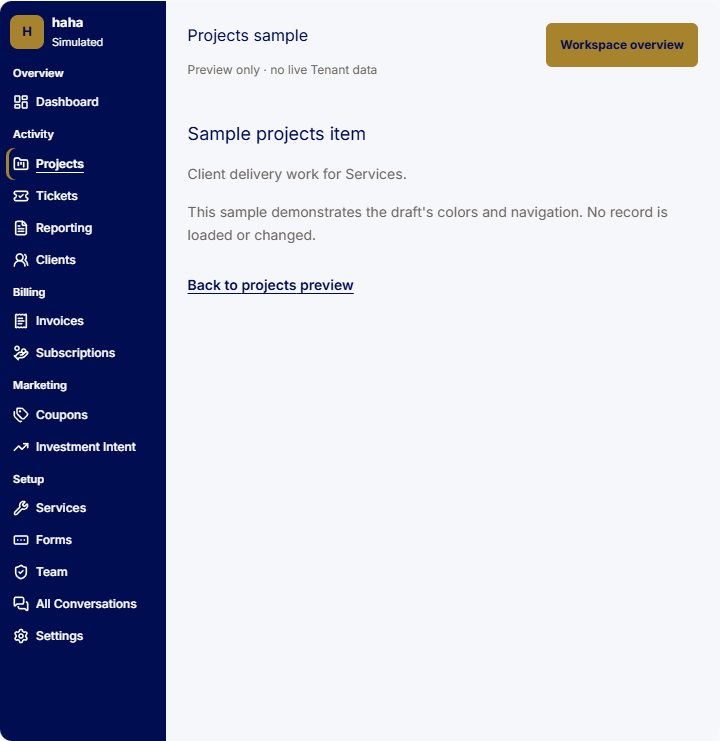 H
haha
Simulated
Overview
Dashboard
Activity
Projects
Tickets
Reporting
Clients
Billing
Invoices
Subscriptions
Marketing
Coupons
Investment Intent
Setup
Services
Forms
Team
All Conversations
Settings
Projects sample
Preview only · no live Tenant data
Workspace overview
Sample projects item
Client delivery work for Services.
This sample demonstrates the draft's colors and navigation. No record is
loaded or changed.
Back to projects preview